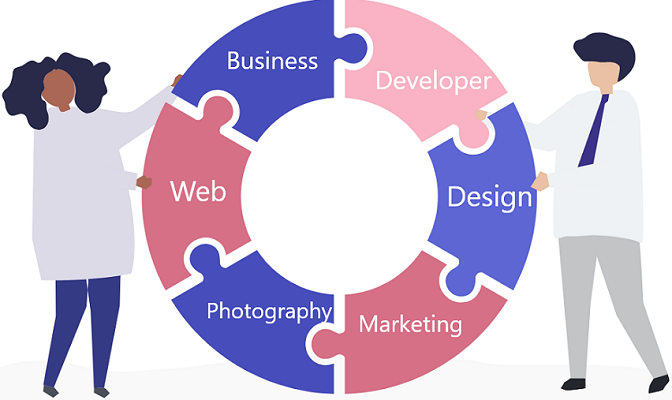 Business
Developer
Web
Design
Photography
Marketing